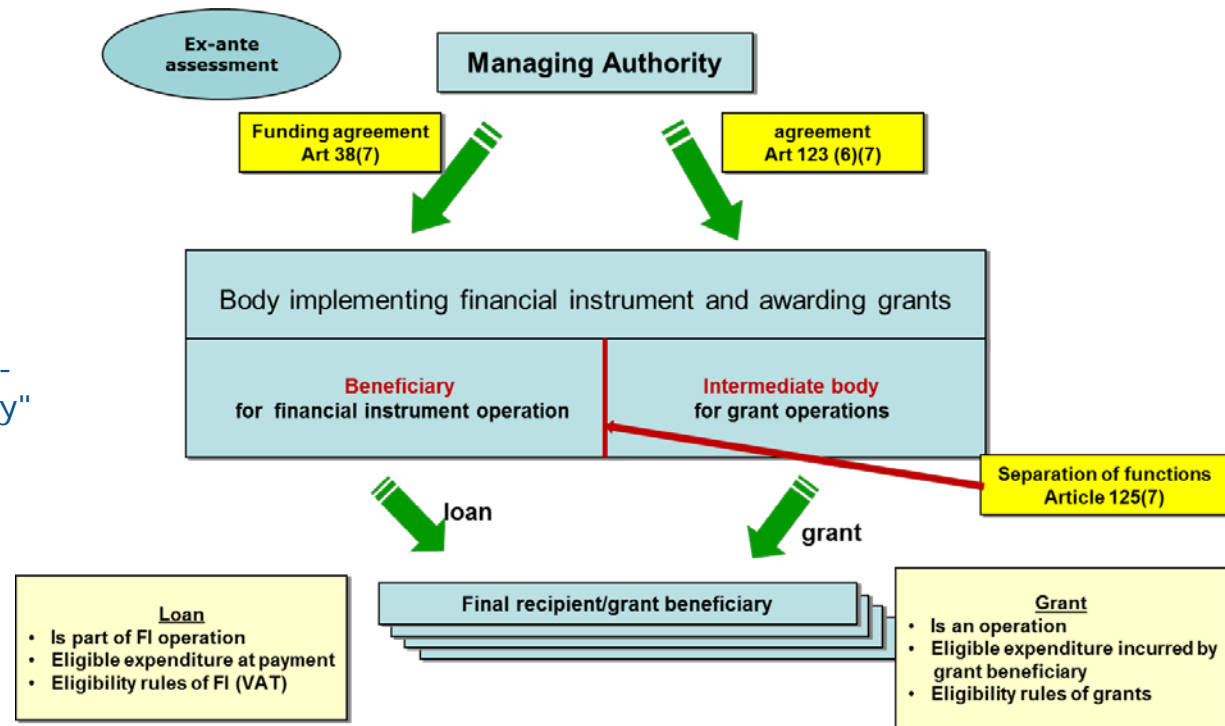 Ex-ante
assessment
Managing Authority
Funding agreement
Art 38(7)
agreement
Art 123 (6)(7)
Body implementing financial instrument and awarding grants
-
y"
Beneficiary
for financial instrument operation
Intermediate body
for grant operations
Separation of functions
Article 125(7)
loan
grant
Final recipient/grant beneficiary
Loan
• Is part of FI operation
• Eligible expenditure at payment
• Eligibility rules of FI (VAT)
Grant
• Is an operation
• Eligible expenditure incurred by
grant beneficiary
• Eligibility rules of grants